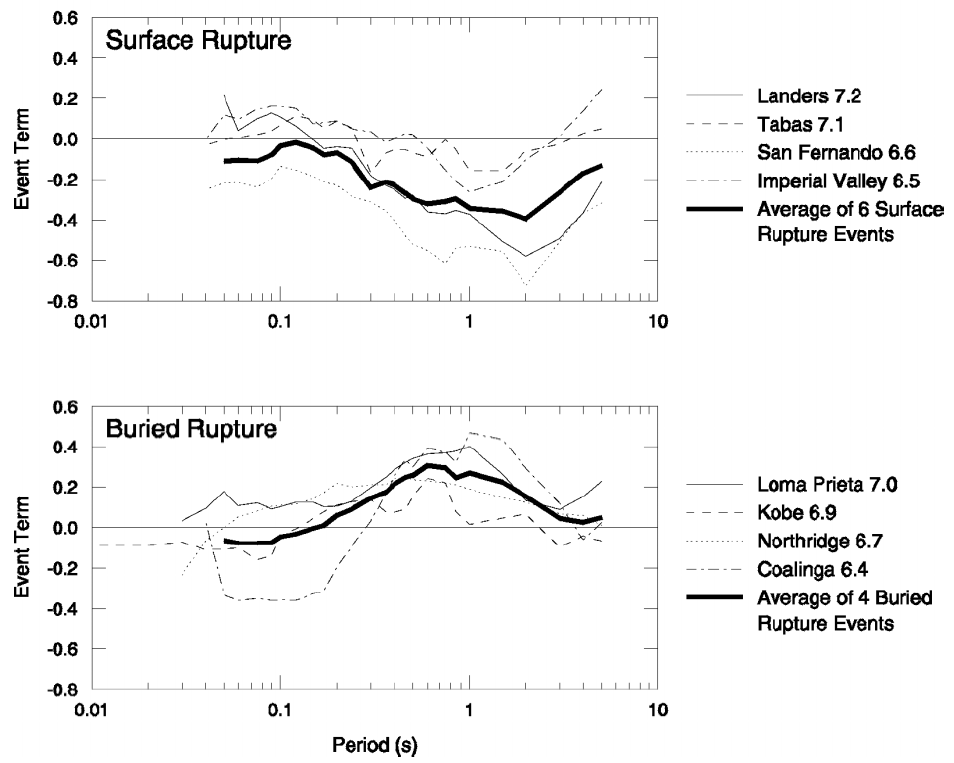 Surface Rupture
Event Term
0.6
0.4
0.2
0.0
-0.2
-0.4
-0.6
-0.8
0.01
0.1
1
10
Landers 7.2
Tabas 7.1
San Fernando 6.6
Imperial Valley 6.5
Average of 6 Surface
Rupture Events
Buried Rupture
Event Term
0.6
0.4
0.2
0.0
-0.2
-0.4
-0.6
-0.8
0.01
0.1
1
10
Period (s)
Loma Prieta 7.0
Kobe 6.9
Northridge 6.7
Coalinga 6.4
Average of 4 Buried
Rupture Events